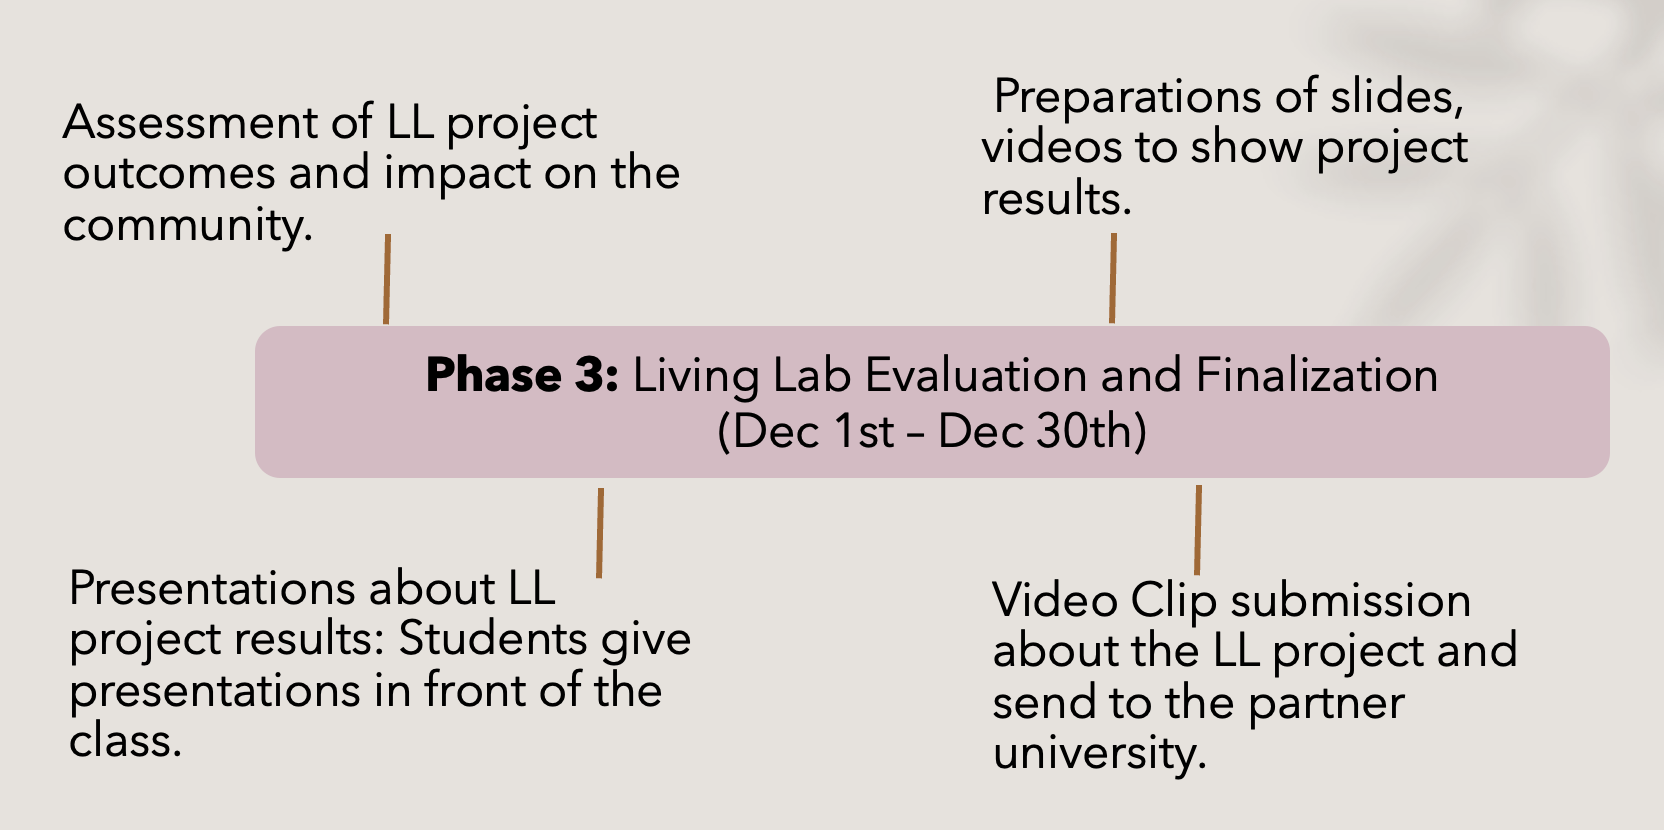 Assessment of LL project
outcomes and impact on the
community.
Preparations of slides,
videos to show project
results.
Phase 3: Living Lab Evaluation and Finalization
(Dec 1st – Dec 30th)
Presentations about LL
project results: Students give
presentations in front of the
class.
Video Clip submission
about the LL project and
send to the partner
university.